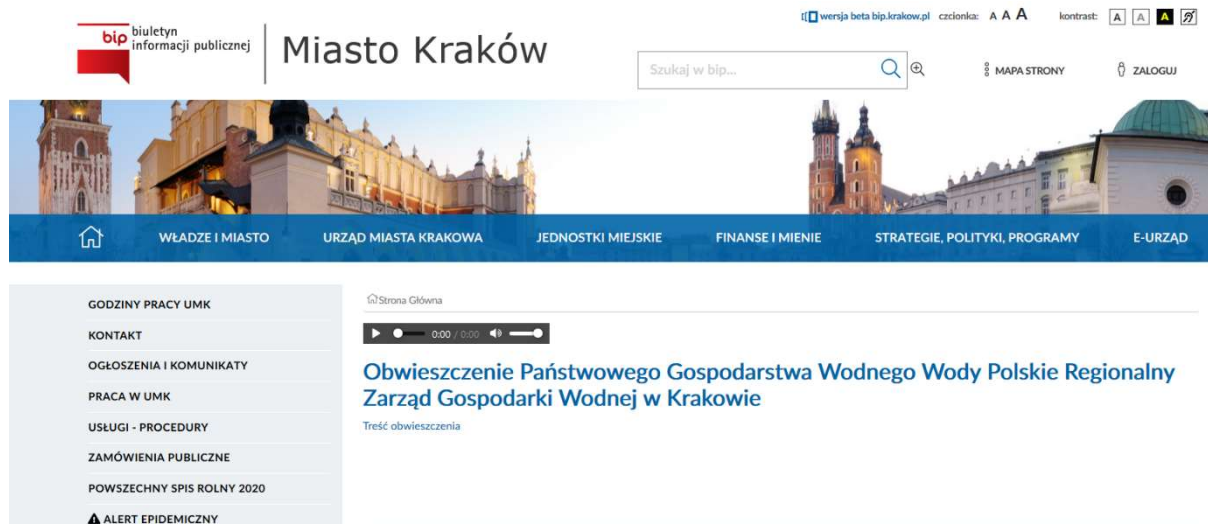 wersja beta bip.krakow.pl czcionka: A A A kontrast: A A A
bip biuletyn
informacji publicznej
Miasto Kraków
Szukaj w bip...
MAPA STRONY
ZALOGUJ
WŁADZE I MIASTO URZĄD MIASTA KRAKOWA JEDNOSTKI MIEJSKIE FINANSE I MIENIE STRATEGIE, POLITYKI, PROGRAMY E-URZĄD
GODZINY PRACY UMK
KONTAKT
OGŁOSZENIA I KOMUNIKATY
PRACA W UMK
USŁUGI - PROCEDURY
ZAMÓWIENIA PUBLICZNE
POWSZECHNY SPIS ROLNY 2020
ALERT EPIDEMICZNY
Strona Główna
0:00 / 0:00
Obwieszczenie Państwowego Gospodarstwa Wodnego Wody Polskie Regionalny
Zarząd Gospodarki Wodnej w Krakowie
Treść obwieszczenia